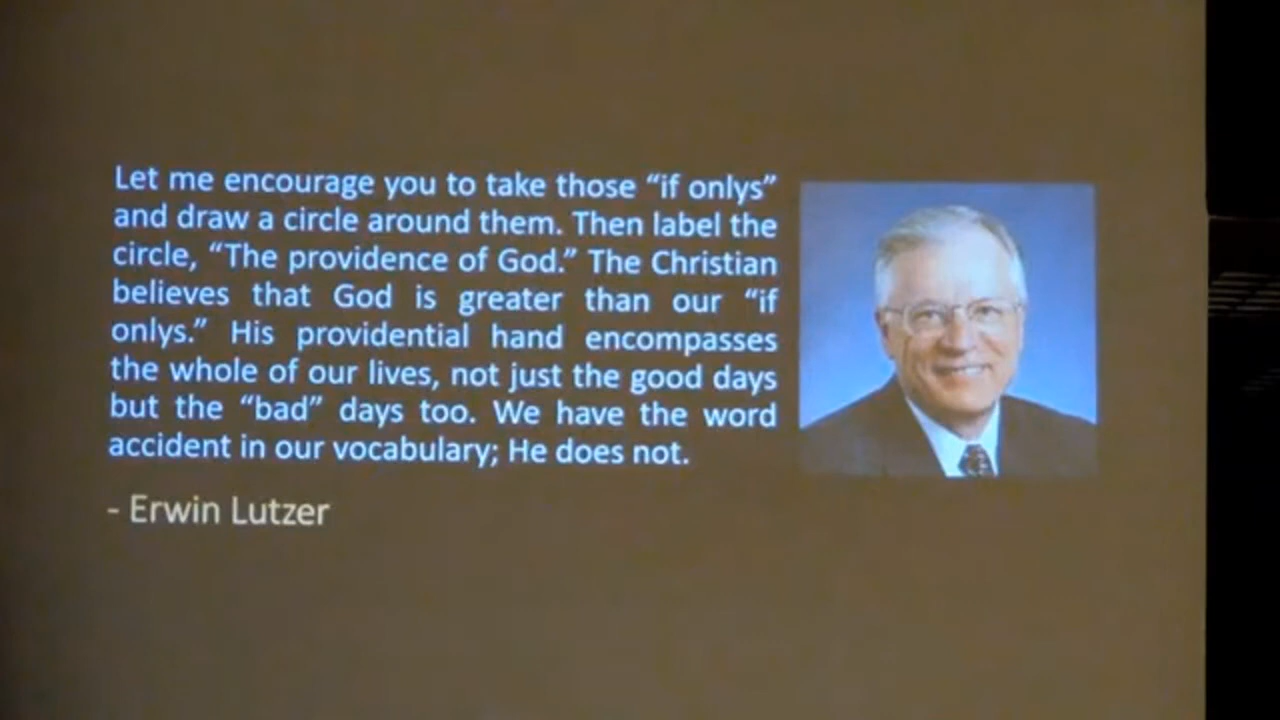 Let me encourage you to take those “if onlys”
and draw a circle around them. Then label the
circle, “The providence of God.” The Christian
believes that God is greater than our “if
onlys.” His providential hand encompasses
the whole of our lives, not just the good days
but the “bad” days too. We have the word
accident in our vocabulary; He does not.
- Erwin Lutzer